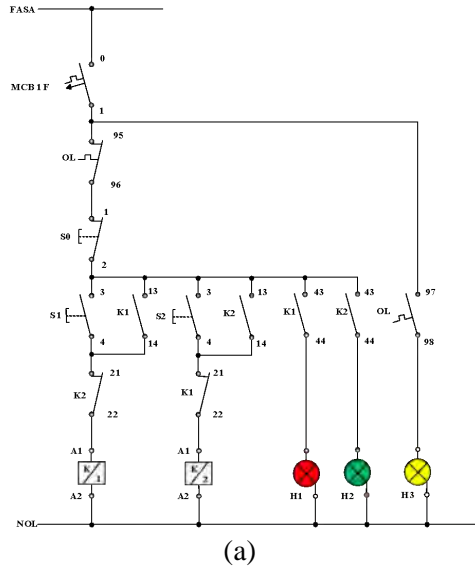 FASA
0
MCB 1 F
1
95
OL
96
1
S0
2
3 13 3 13 43 43 97
S1 K1 S2 K2 K1 K2 OL
4 14 4 14 44 44 98
21 21
K2 K1
22 22
A1 A1
K/1 K/2
A2 A2 H1 H2 H3
NOL
(a)